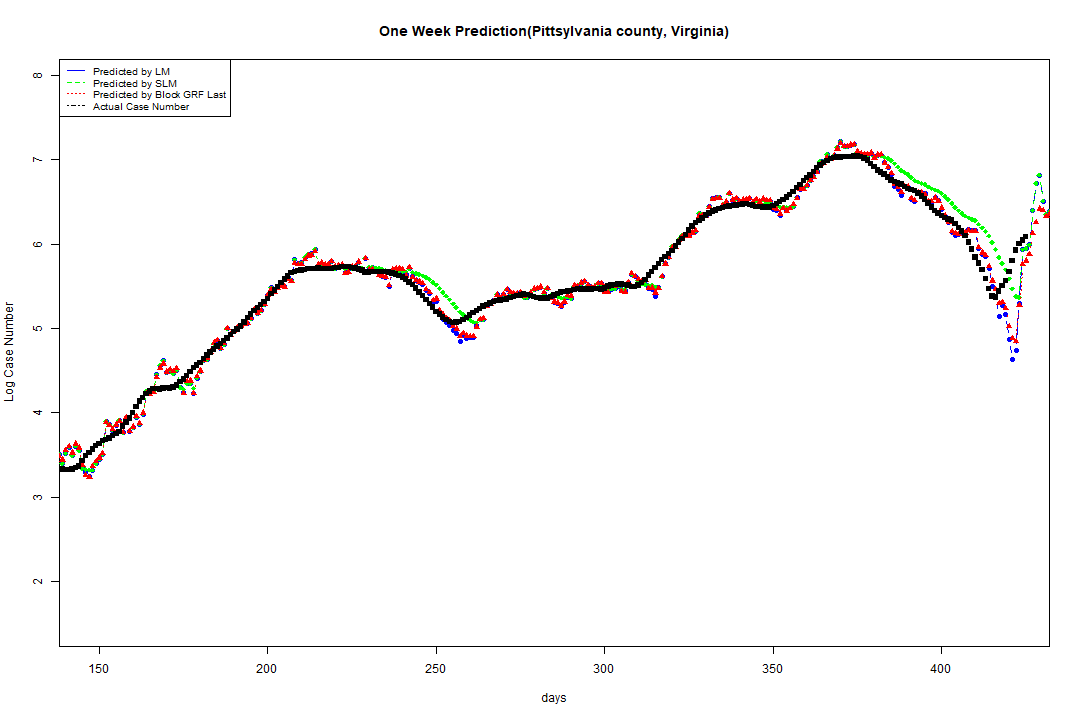 One Week Prediction(Pittsylvania county, Virginia)
Predicted by LM
Predicted by SLM
Predicted by Block GRF Last
Actual Case Number
8
7
6
5
4
3
2
Log Case Number
150 200 250 300 350 400
days